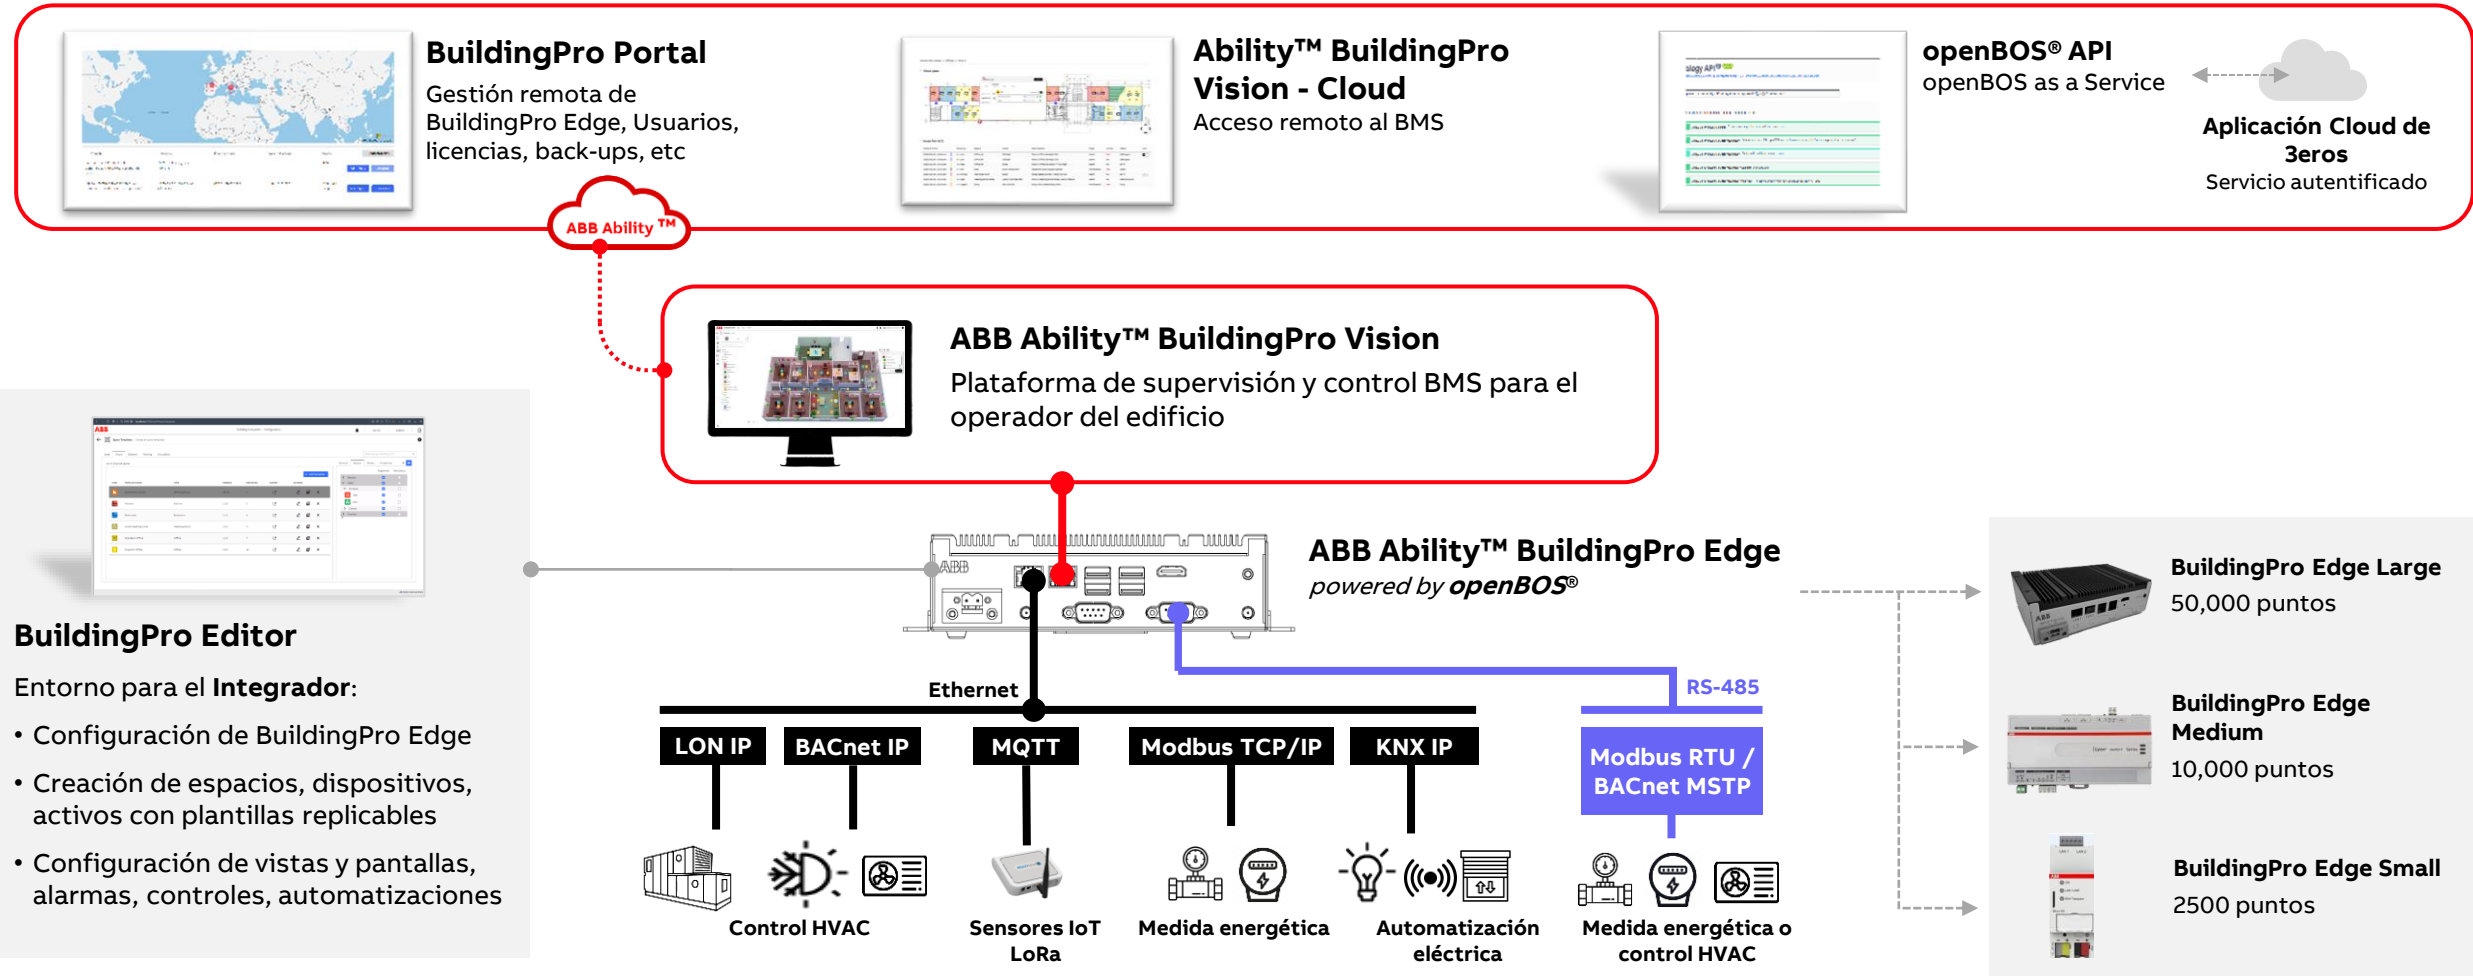 BuildingPro Portal
Gestión remota de
BuildingPro Edge, Usuarios,
licencias, back-ups, etc
Ability™ BuildingPro
Vision - Cloud
Acceso remoto al BMS
openBOS® API
openBOS as a Service
Aplicación Cloud de
3eros
Servicio autentificado
ABB Ability ™
ABB Ability™ BuildingPro Vision
Plataforma de supervisión y control BMS para el
operador del edificio
ABB
BuildingPro Editor
Entorno para el Integrador:
• Configuración de BuildingPro Edge
• Creación de espacios, dispositivos,
activos con plantillas replicables
• Configuración de vistas y pantallas,
alarmas, controles, automatizaciones
ABB
ABB Ability™ BuildingPro Edge
powered by openBOS®
Ethernet
RS-485
LON IP
BACnet IP
MQTT
Modbus TCP/IP
KNX IP
Modbus RTU /
BACnet MSTP
Control HVAC
Sensores IoT
LoRa
Medida energética
Automatización
eléctrica
Medida energética o
control HVAC
BuildingPro Edge Large
50,000 puntos
BuildingPro Edge
Medium
10,000 puntos
BuildingPro Edge Small
2500 puntos